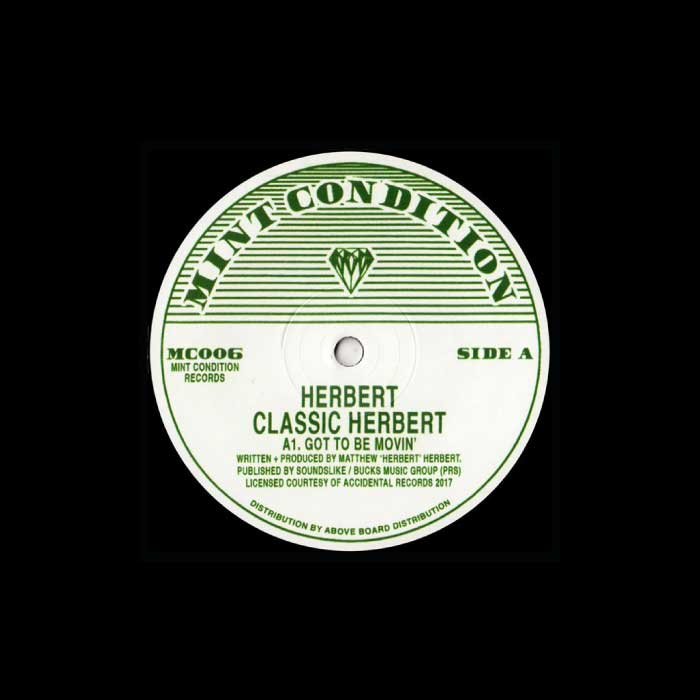 MINT CONDITION
MC006
MINT CONDITION
RECORDS
SIDE A
HERBERT
CLASSIC HERBERT
A1. GOT TO BE MOVIN'
WRITTEN + PRODUCED BY MATTHEW 'HERBERT' HERBERT.
PUBLISHED BY SOUNDSLIKE / BUCKS MUSIC GROUP (PRS)
LICENSED COURTESY OF ACCIDENTAL RECORDS 2017
DISTRIBUTION BY ABOVE BOARD DISTRIBUTION